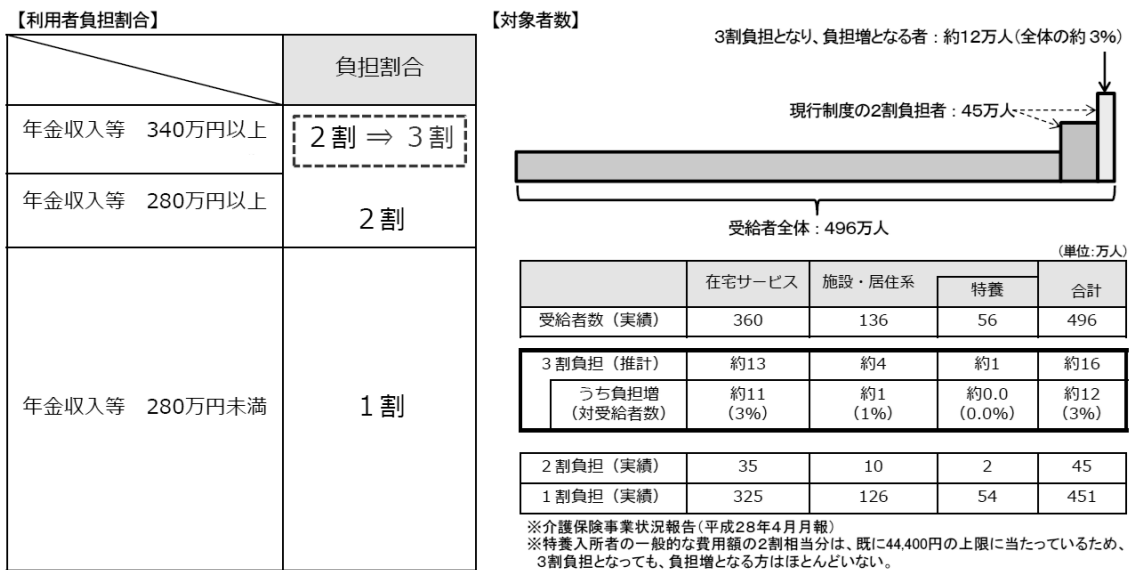 【利用者負担割合】
負担割合
年金収入等 340万円以上
2割 ⇒ 3割
年金収入等 280万円以上
2割
年金収入等 280万円未満
1割
【対象者数】
3割負担となり、負担増となる者：約12万人(全体の約3%)
現行制度の2割負担者：45万人
受給者全体：496万人
(単位:万人)
在宅サービス 施設・居住系 特養 合計
受給者数（実績） 360 136 56 496
3割負担（推計） 約13 約4 約1 約16
うち負担増 約11 約1 約0.0 約12
（対受給者数） (3%) (1%) (0.0%) (3%)
2割負担（実績） 35 10 2 45
1割負担（実績） 325 126 54 451
※介護保険事業状況報告（平成28年4月月報）
※特養入所者の一般的な費用額の2割相当分は、既に44,400円の上限に当たっているため、
3割負担となっても、負担増となる方はほとんどいない。